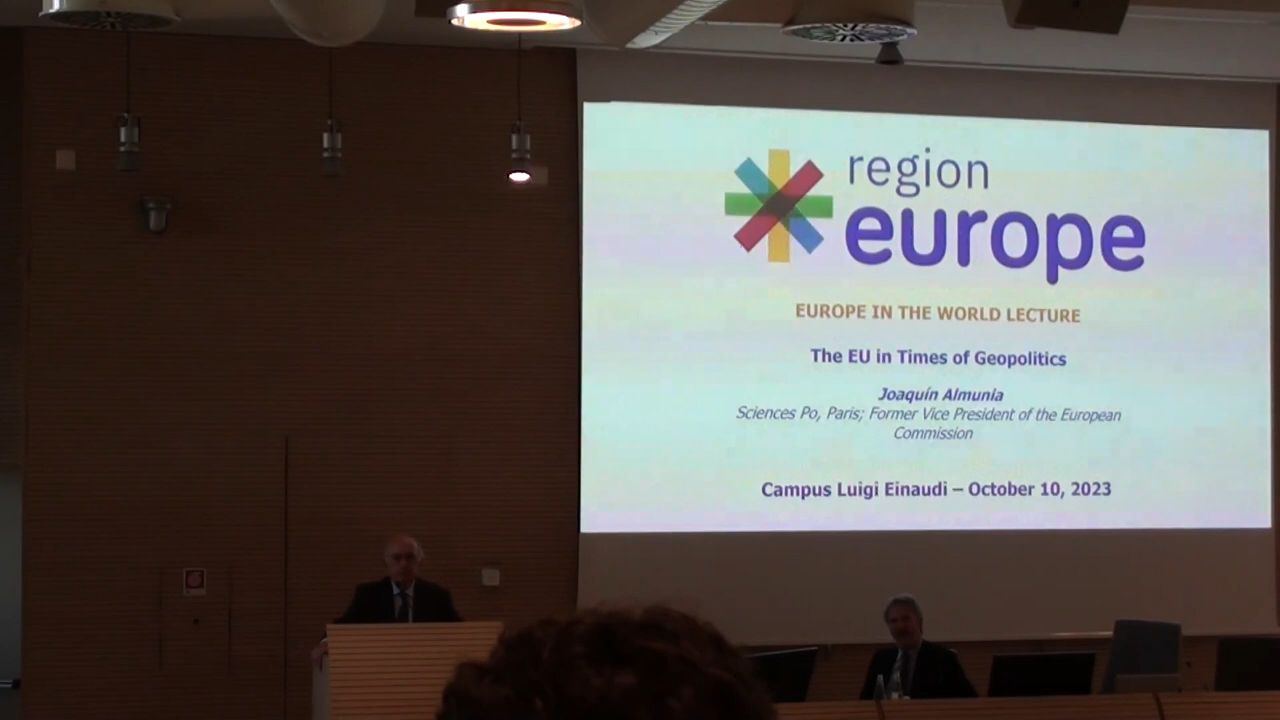 region
europe
EUROPE IN THE WORLD LECTURE
The EU in Times of Geopolitics
Joaquín Almunia
Sciences Po, Paris; Former Vice President of the European
Commission
Campus Luigi Einaudi – October 10, 2023